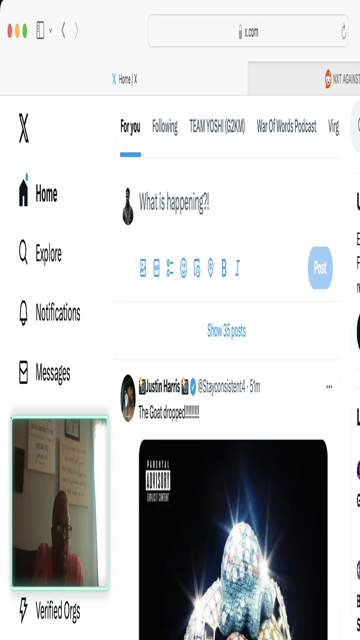 x.com
X Home / X
NXT AGAINST
X
For you
Following
TEAM YOSHI (G2KM)
War Of Words Podcast
Virg
Home
What is happening?!
Explore
B I
Post
Notifications
Show 35 posts
Messages
Justin Harris @Stayconsistent4 · 51m
The Goat dropped!!!!!!!!!
PARENTAL
ADVISORY
EXPLICIT CONTENT
Verified Orgs